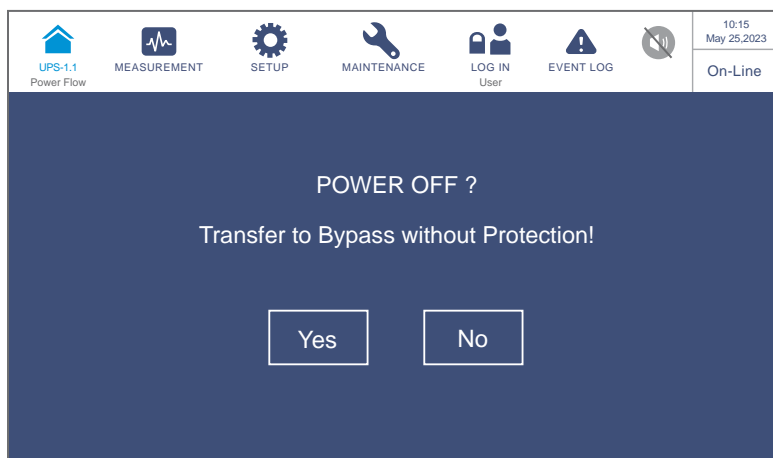 UPS-1.1
Power Flow
MEASUREMENT
SETUP
MAINTENANCE
LOG IN
User
EVENT LOG
10:15
May 25,2023
On-Line
POWER OFF ?
Transfer to Bypass without Protection!
Yes
No